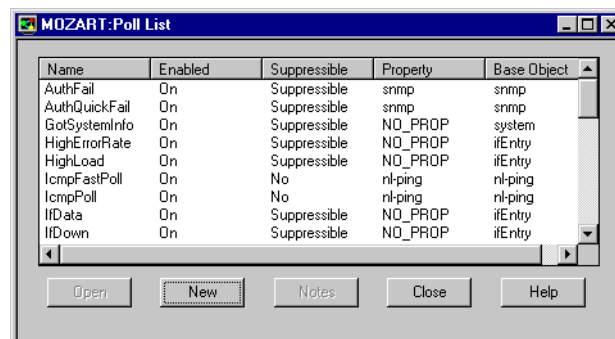 MOZART:Poll List
Name Enabled Suppressible Property Base Object
AuthFail On Suppressible snmp snmp
AuthQuickFail On Suppressible snmp snmp
GotSystemInfo On Suppressible NO_PROP system
HighErrorRate On Suppressible NO_PROP ifEntry
HighLoad On Suppressible NO_PROP ifEntry
IcmpFastPoll On No nl-ping nl-ping
IcmpPoll On No nl-ping nl-ping
IfData On Suppressible NO_PROP ifEntry
IfDown On Suppressible NO_PROP ifEntry
Open New Notes Close Help